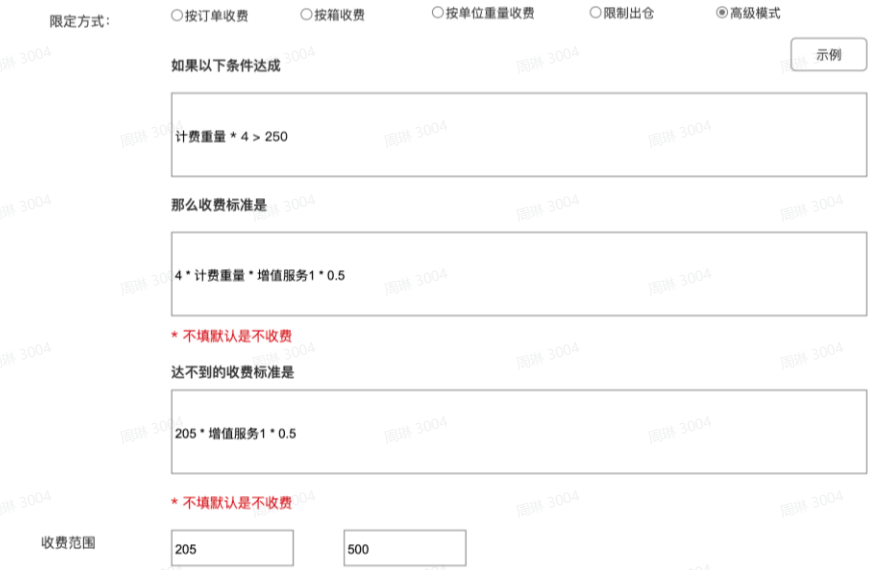 限定方式:
按订单收费 按箱收费 按单位重量收费 限制出仓 高级模式
示例
如果以下条件达成
计费重量 * 4 > 250
那么收费标准是
4 * 计费重量 * 增值服务1 * 0.5
* 不填默认是不收费
达不到的收费标准是
205 * 增值服务1 * 0.5
* 不填默认是不收费
收费范围 205 500
周琳 3004